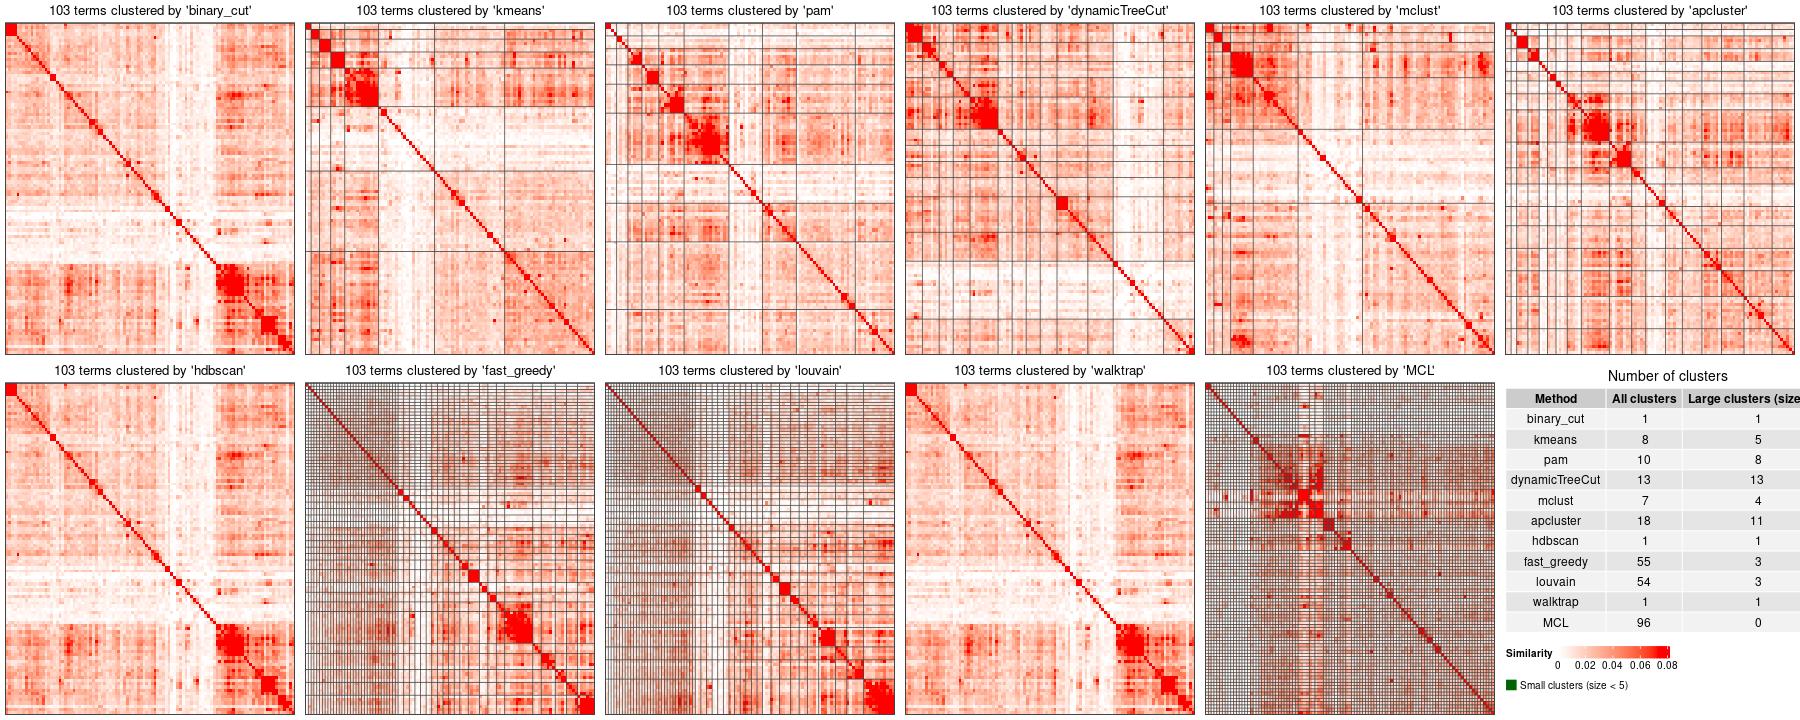 103 terms clustered by 'binary_cut'
103 terms clustered by 'kmeans'
103 terms clustered by 'pam'
103 terms clustered by 'dynamicTreeCut'
103 terms clustered by 'mclust'
103 terms clustered by 'apcluster'
103 terms clustered by 'hdbscan'
103 terms clustered by 'fast_greedy'
103 terms clustered by 'louvain'
103 terms clustered by 'walktrap'
103 terms clustered by 'MCL'
Number of clusters
Method All clusters Large clusters (size
binary_cut 1 1
kmeans 8 5
pam 10 8
dynamicTreeCut 13 13
mclust 7 4
apcluster 18 11
hdbscan 1 1
fast_greedy 55 3
louvain 54 3
walktrap 1 1
MCL 96 0
Similarity
0 0.02 0.04 0.06 0.08
Small clusters (size < 5)